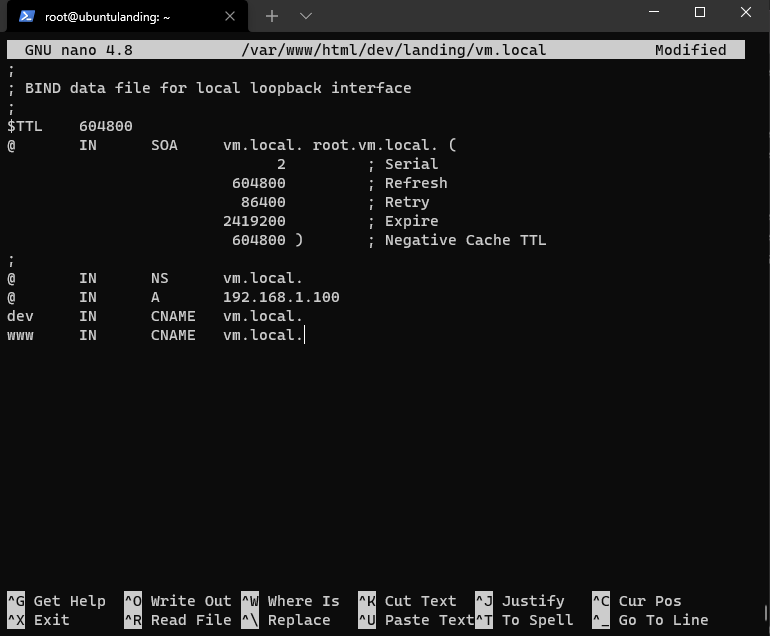 root@ubuntulanding: ~
GNU nano 4.8 /var/www/html/dev/landing/vm.local Modified
;
; BIND data file for local loopback interface
;
$TTL 604800
@ IN SOA vm.local. root.vm.local. (
2 ; Serial
604800 ; Refresh
86400 ; Retry
2419200 ; Expire
604800 ) ; Negative Cache TTL
;
@ IN NS vm.local.
@ IN A 192.168.1.100
dev IN CNAME vm.local.
www IN CNAME vm.local.
^G Get Help ^O Write Out ^W Where Is ^K Cut Text ^J Justify ^C Cur Pos
^X Exit ^R Read File ^\ Replace ^U Paste Text ^T To Spell ^_ Go To Line